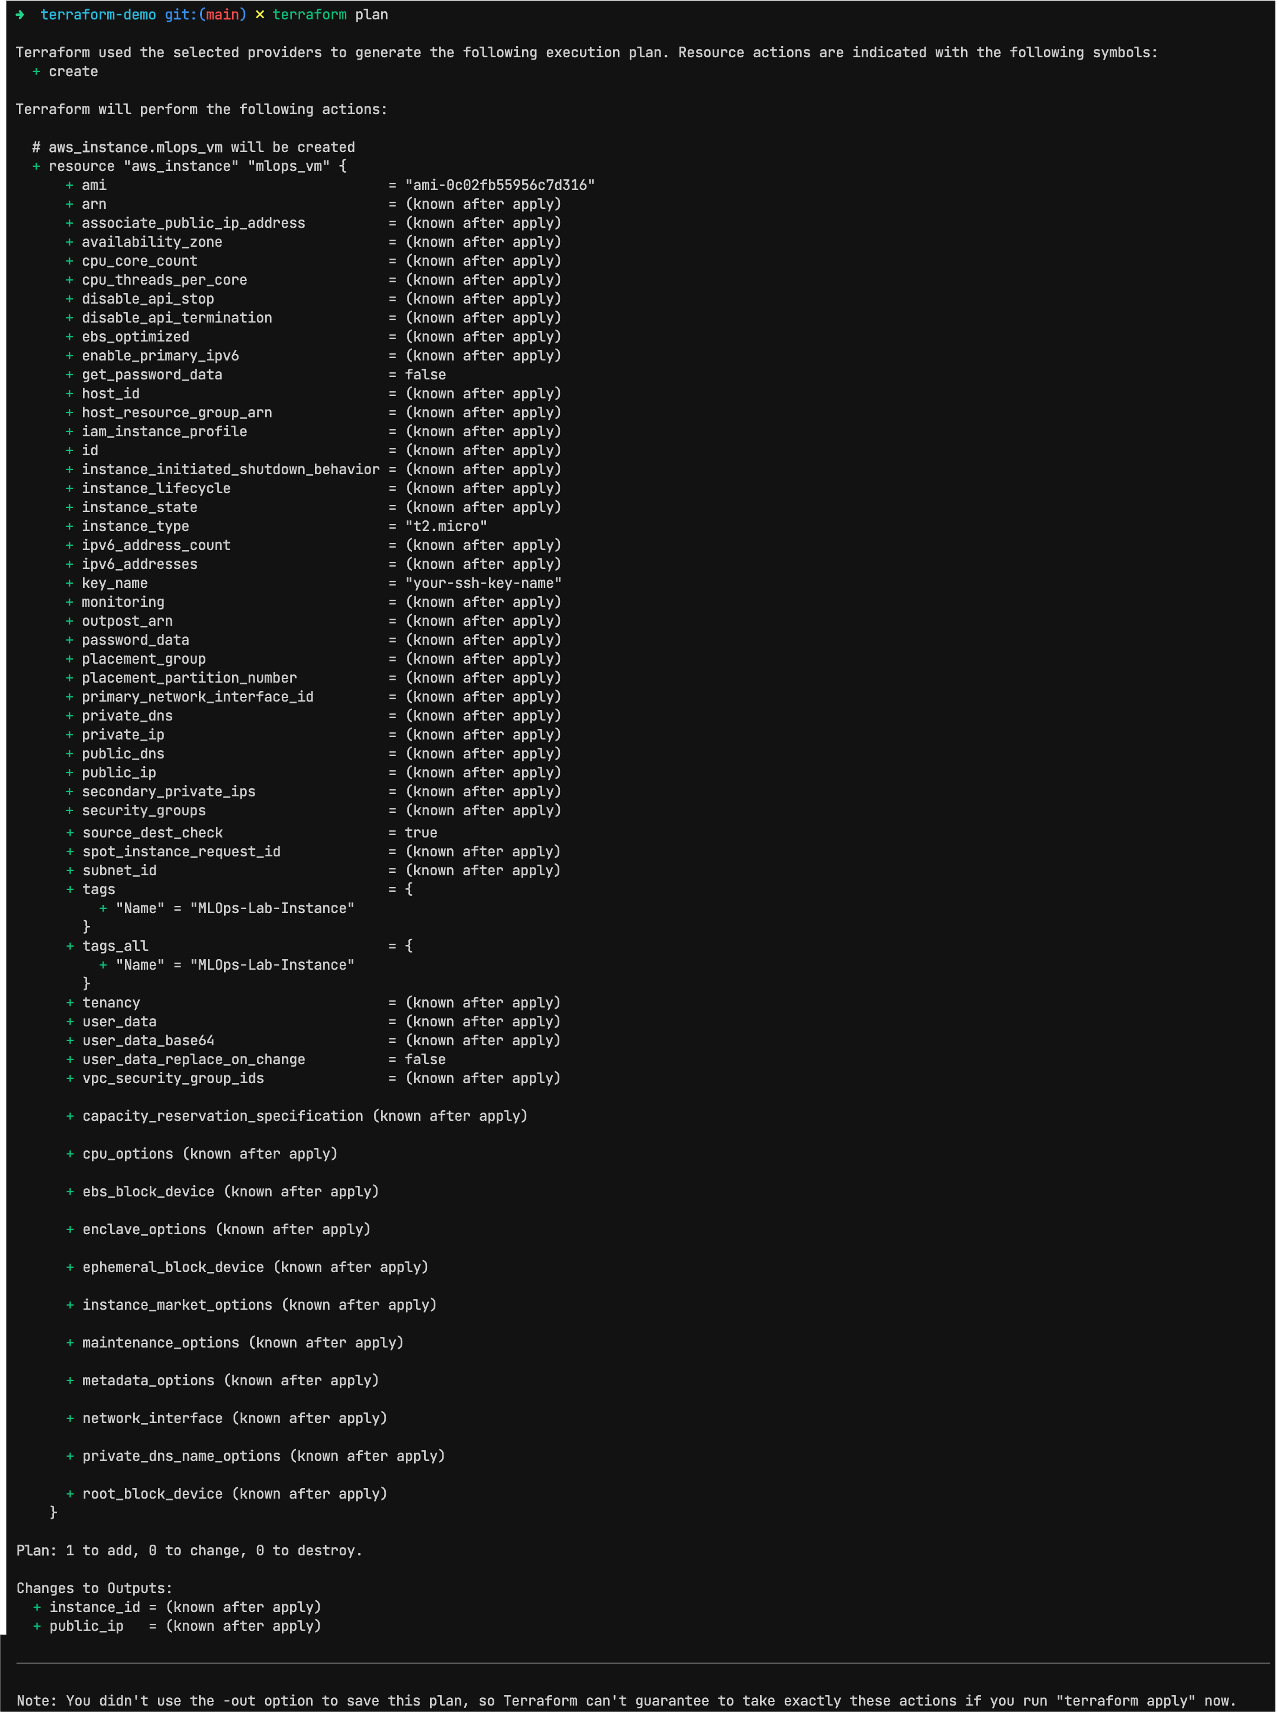 ➜  terraform-demo git:(main) ✗ terraform plan

Terraform used the selected providers to generate the following execution plan. Resource actions are indicated with the following symbols:
  + create

Terraform will perform the following actions:

  # aws_instance.mlops_vm will be created
  + resource "aws_instance" "mlops_vm" {
      + ami                                  = "ami-0c02fb55956c7d316"
      + arn                                  = (known after apply)
      + associate_public_ip_address          = (known after apply)
      + availability_zone                    = (known after apply)
      + cpu_core_count                       = (known after apply)
      + cpu_threads_per_core                 = (known after apply)
      + disable_api_stop                     = (known after apply)
      + disable_api_termination              = (known after apply)
      + ebs_optimized                        = (known after apply)
      + enable_primary_ipv6                  = (known after apply)
      + get_password_data                    = false
      + host_id                              = (known after apply)
      + host_resource_group_arn              = (known after apply)
      + iam_instance_profile                 = (known after apply)
      + id                                   = (known after apply)
      + instance_initiated_shutdown_behavior = (known after apply)
      + instance_lifecycle                   = (known after apply)
      + instance_state                       = (known after apply)
      + instance_type                        = "t2.micro"
      + ipv6_address_count                   = (known after apply)
      + ipv6_addresses                       = (known after apply)
      + key_name                             = "your-ssh-key-name"
      + monitoring                           = (known after apply)
      + outpost_arn                          = (known after apply)
      + password_data                        = (known after apply)
      + placement_group                      = (known after apply)
      + placement_partition_number           = (known after apply)
      + primary_network_interface_id         = (known after apply)
      + private_dns                          = (known after apply)
      + private_ip                           = (known after apply)
      + public_dns                           = (known after apply)
      + public_ip                            = (known after apply)
      + secondary_private_ips                = (known after apply)
      + security_groups                      = (known after apply)
      + source_dest_check                    = true
      + spot_instance_request_id             = (known after apply)
      + subnet_id                            = (known after apply)
      + tags                                 = {
          + "Name" = "MLOps-Lab-Instance"
        }
      + tags_all                             = {
          + "Name" = "MLOps-Lab-Instance"
        }
      + tenancy                              = (known after apply)
      + user_data                            = (known after apply)
      + user_data_base64                     = (known after apply)
      + user_data_replace_on_change          = false
      + vpc_security_group_ids               = (known after apply)

      + capacity_reservation_specification (known after apply)

      + cpu_options (known after apply)

      + ebs_block_device (known after apply)

      + enclave_options (known after apply)

      + ephemeral_block_device (known after apply)

      + instance_market_options (known after apply)

      + maintenance_options (known after apply)

      + metadata_options (known after apply)

      + network_interface (known after apply)

      + private_dns_name_options (known after apply)

      + root_block_device (known after apply)
    }

Plan: 1 to add, 0 to change, 0 to destroy.

Changes to Outputs:
  + instance_id = (known after apply)
  + public_ip   = (known after apply)

Note: You didn't use the -out option to save this plan, so Terraform can't guarantee to take exactly these actions if you run "terraform apply" now.